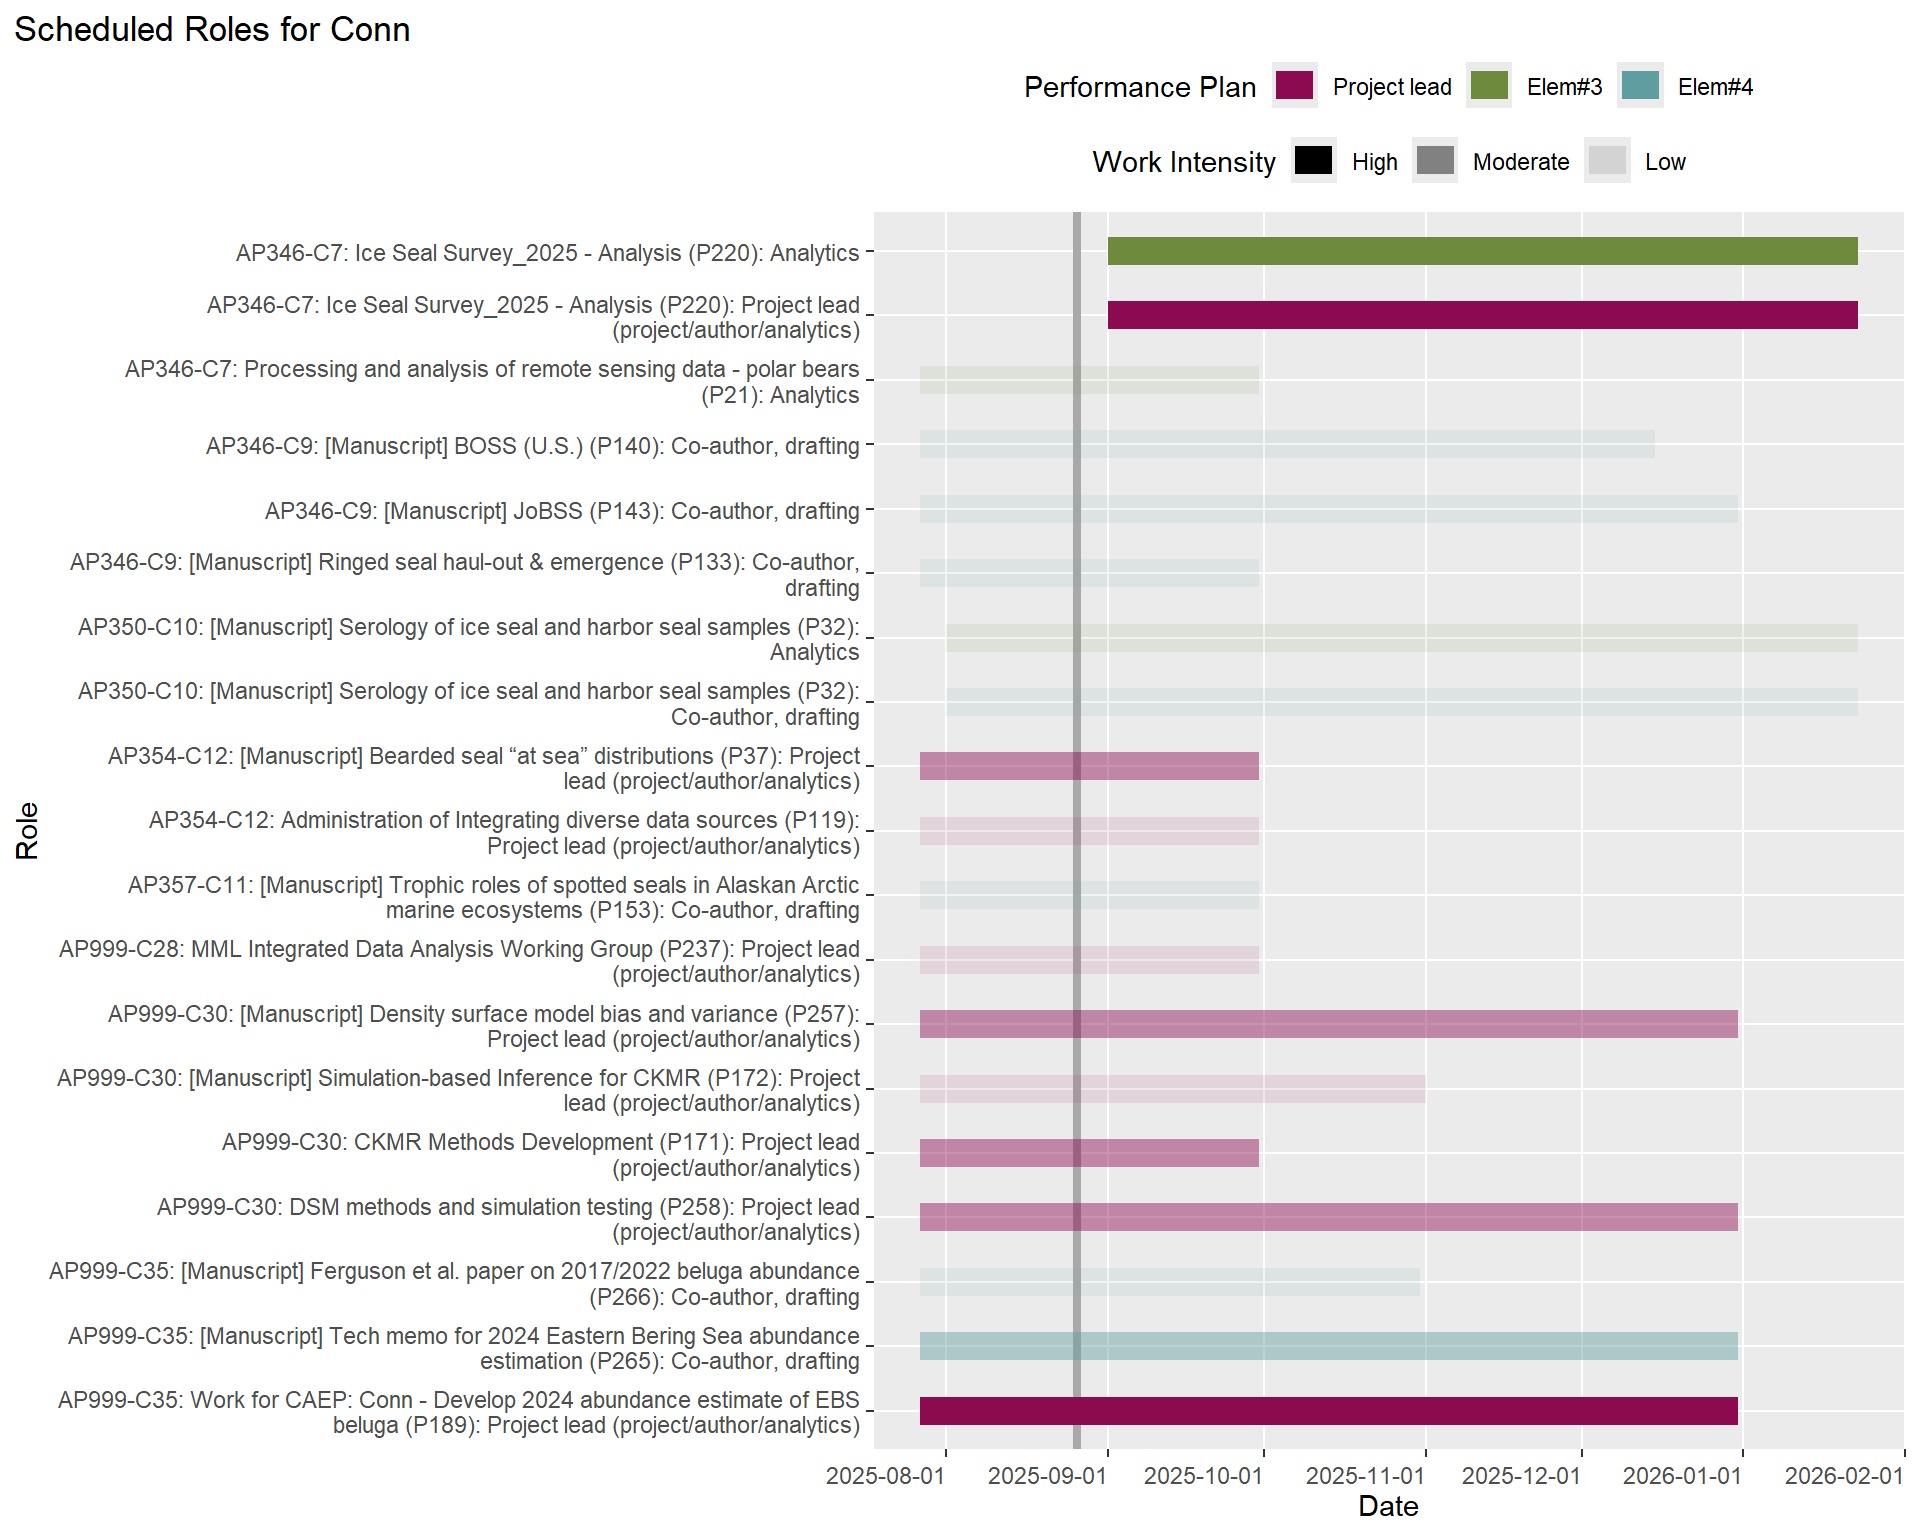 Scheduled Roles for Conn
Performance Plan Project lead Elem#3 Elem#4
Work Intensity High Moderate Low
AP346-C7: Ice Seal Survey_2025 - Analysis (P220): Analytics
AP346-C7: Ice Seal Survey_2025 - Analysis (P220): Project lead
(project/author/analytics)
AP346-C7: Processing and analysis of remote sensing data - polar bears
(P21): Analytics
AP346-C9: [Manuscript] BOSS (U.S.) (P140): Co-author, drafting
AP346-C9: [Manuscript] JoBSS (P143): Co-author, drafting
AP346-C9: [Manuscript] Ringed seal haul-out & emergence (P133): Co-author,
drafting
AP350-C10: [Manuscript] Serology of ice seal and harbor seal samples (P32):
Analytics
AP350-C10: [Manuscript] Serology of ice seal and harbor seal samples (P32):
Co-author, drafting
AP354-C12: [Manuscript] Bearded seal “at sea” distributions (P37): Project
lead (project/author/analytics)
AP354-C12: Administration of Integrating diverse data sources (P119):
Project lead (project/author/analytics)
AP357-C11: [Manuscript] Trophic roles of spotted seals in Alaskan Arctic
marine ecosystems (P153): Co-author, drafting
AP999-C28: MML Integrated Data Analysis Working Group (P237): Project lead
(project/author/analytics)
AP999-C30: [Manuscript] Density surface model bias and variance (P257):
Project lead (project/author/analytics)
AP999-C30: [Manuscript] Simulation-based Inference for CKMR (P172): Project
lead (project/author/analytics)
AP999-C30: CKMR Methods Development (P171): Project lead
(project/author/analytics)
AP999-C30: DSM methods and simulation testing (P258): Project lead
(project/author/analytics)
AP999-C35: [Manuscript] Ferguson et al. paper on 2017/2022 beluga abundance
(P266): Co-author, drafting
AP999-C35: [Manuscript] Tech memo for 2024 Eastern Bering Sea abundance
estimation (P265): Co-author, drafting
AP999-C35: Work for CAEP: Conn - Develop 2024 abundance estimate of EBS
beluga (P189): Project lead (project/author/analytics)
Role
2025-08-01 2025-09-01 2025-10-01 2025-11-01 2025-12-01 2026-01-01 2026-02-01
Date